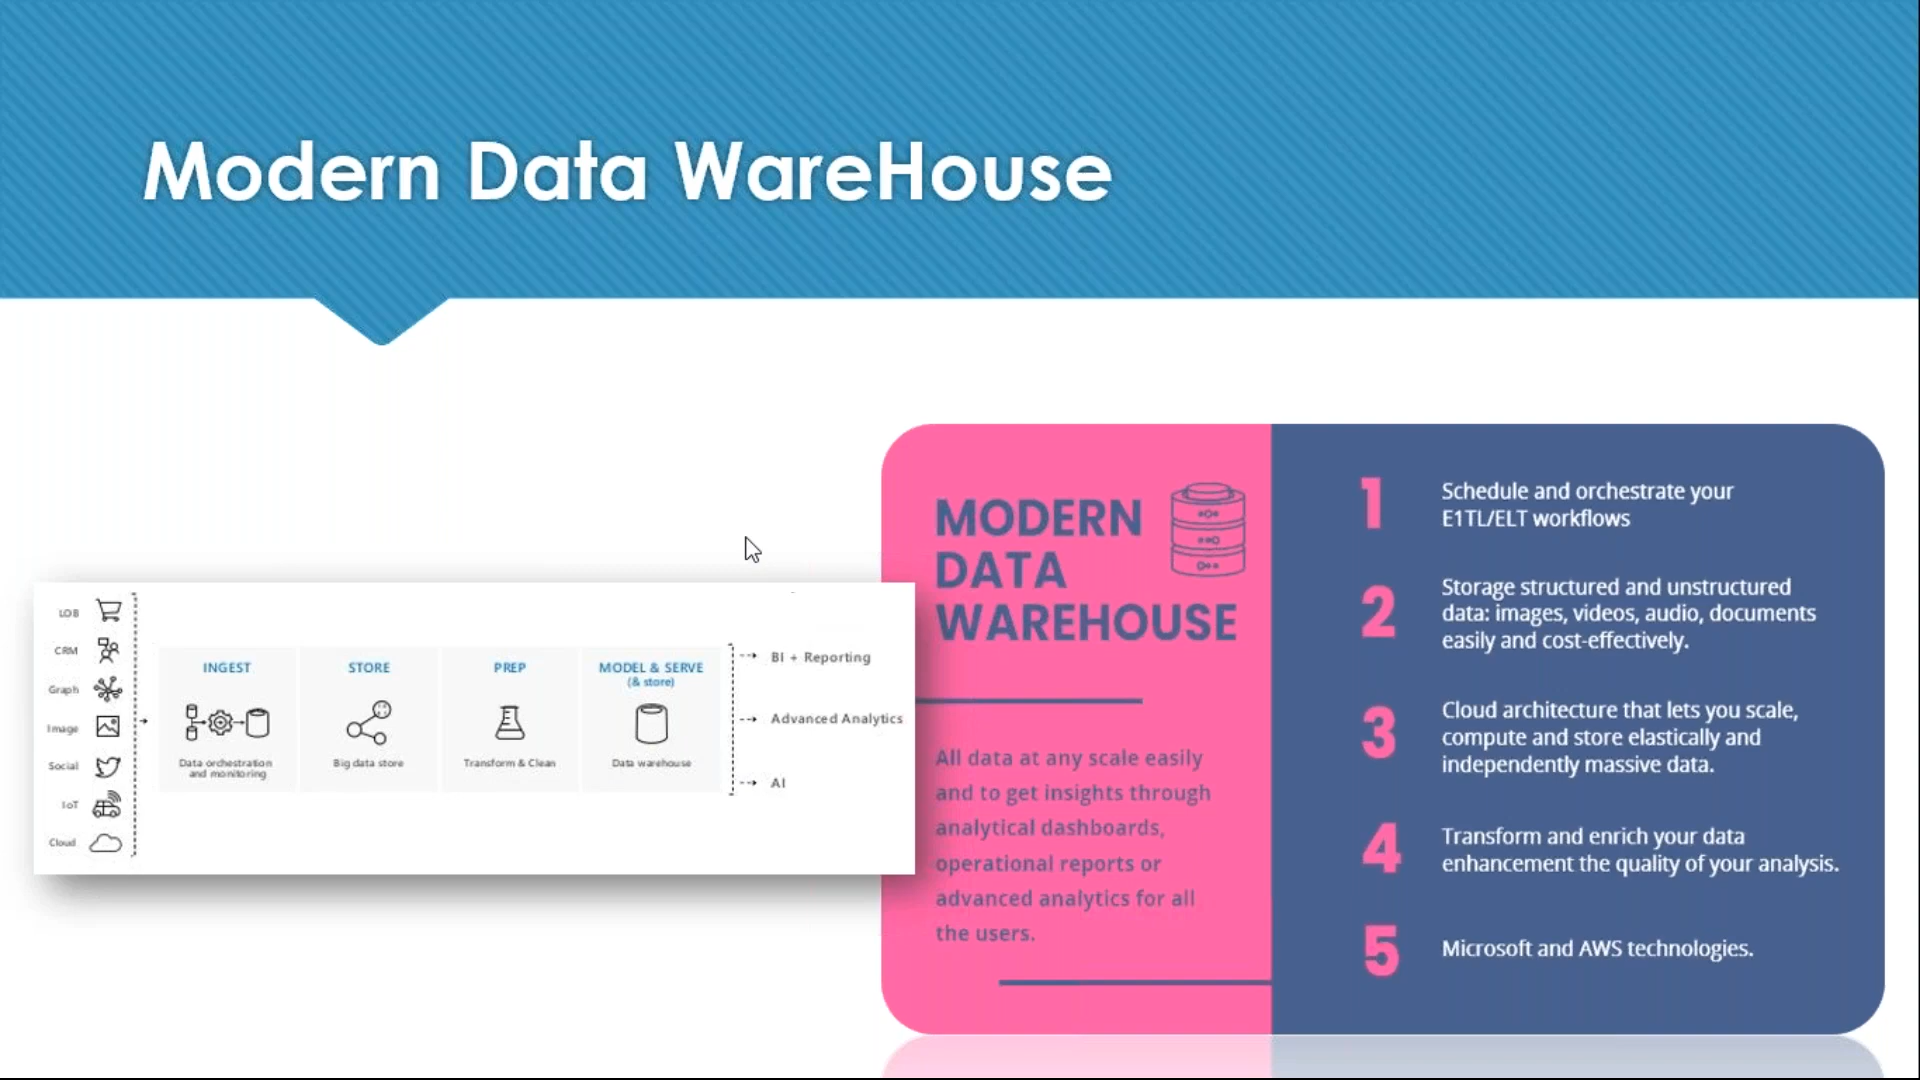 Modern Data WareHouse
LOB
CRM
Graph
Image
Social
IoT
Cloud
INGEST
Data orchestration
and monitoring
STORE
Big data store
PREP
Transform & Clean
MODEL & SERVE
(& store)
Data warehouse
BI + Reporting
Advanced Analytics
AI
MODERN
DATA
WAREHOUSE
All data at any scale easily
and to get insights through
analytical dashboards,
operational reports or
advanced analytics for all
the users.
1
Schedule and orchestrate your
E1TL/ELT workflows
2
Storage structured and unstructured
data: images, videos, audio, documents
easily and cost-effectively.
3
Cloud architecture that lets you scale,
compute and store elastically and
independently massive data.
4
Transform and enrich your data
enhancement the quality of your analysis.
5
Microsoft and AWS technologies.